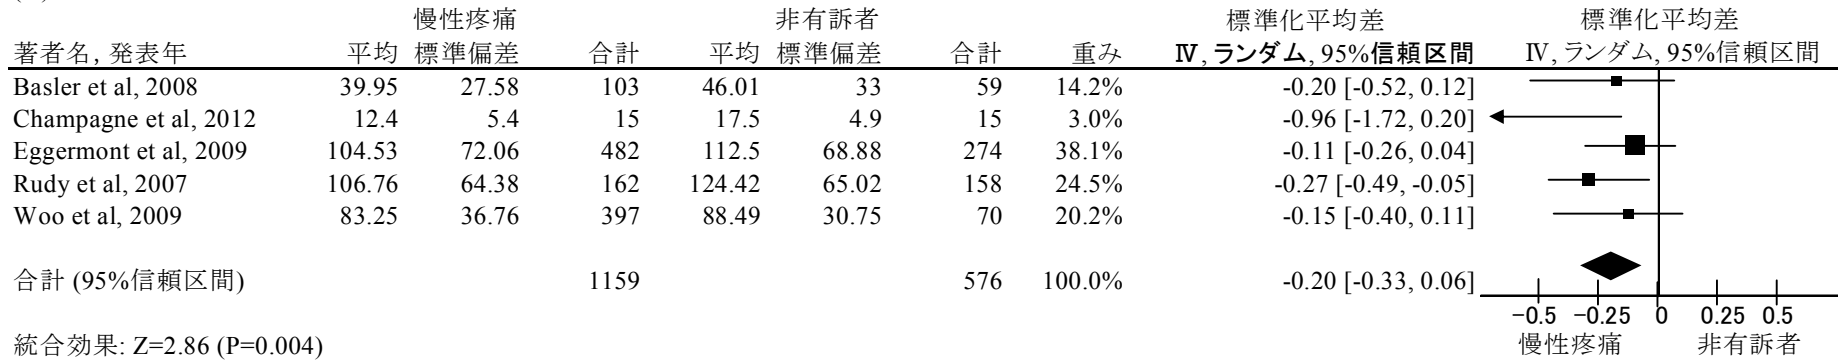 慢性疼痛 非有訴者 標準化平均差 標準化平均差
著者名, 発表年 平均 標準偏差 合計 平均 標準偏差 合計 重み Ⅳ, ランダム, 95%信頼区間 Ⅳ, ランダム, 95%信頼区間
Basler et al, 2008 39.95 27.58 103 46.01 33 59 14.2% -0.20 [-0.52, 0.12]
Champagne et al, 2012 12.4 5.4 15 17.5 4.9 15 3.0% -0.96 [-1.72, 0.20]
Eggermont et al, 2009 104.53 72.06 482 112.5 68.88 274 38.1% -0.11 [-0.26, 0.04]
Rudy et al, 2007 106.76 64.38 162 124.42 65.02 158 24.5% -0.27 [-0.49, -0.05]
Woo et al, 2009 83.25 36.76 397 88.49 30.75 70 20.2% -0.15 [-0.40, 0.11]
合計 (95%信頼区間) 1159 576 100.0% -0.20 [-0.33, 0.06]
-0.5 -0.25 0 0.25 0.5
統合効果: Z=2.86 (P=0.004) 慢性疼痛 非有訴者